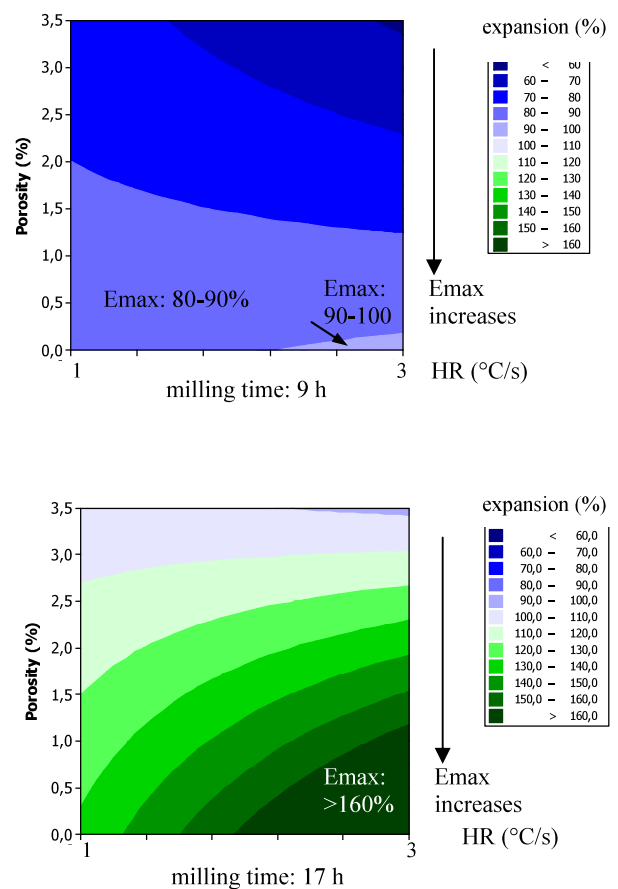 expansion (%)
3,5
3,0
2,5
2,0
1,5
1,0
0,5
0,0
Porosity (%)
< 60
60 – 70
70 – 80
80 – 90
90 – 100
100 – 110
110 – 120
120 – 130
130 – 140
140 – 150
150 – 160
> 160
Emax: 80-90%
Emax:
90-100
Emax
increases
1
3
HR (°C/s)
milling time: 9 h
expansion (%)
3,5
3,0
2,5
2,0
1,5
1,0
0,5
0,0
Porosity (%)
< 60,0
60,0 – 70,0
70,0 – 80,0
80,0 – 90,0
90,0 – 100,0
100,0 – 110,0
110,0 – 120,0
120,0 – 130,0
130,0 – 140,0
140,0 – 150,0
150,0 – 160,0
> 160,0
Emax:
>160%
Emax
increases
1
3
HR (°C/s)
milling time: 17 h